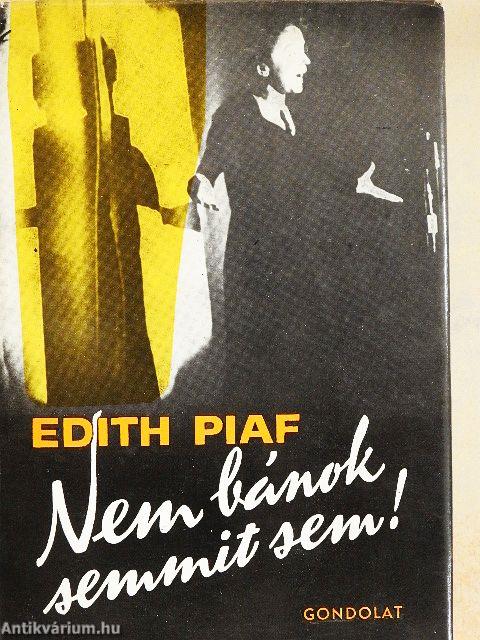 EDITH PIAF
Nem bánok
semmit sem!
GONDOLAT
Antikvárium.hu